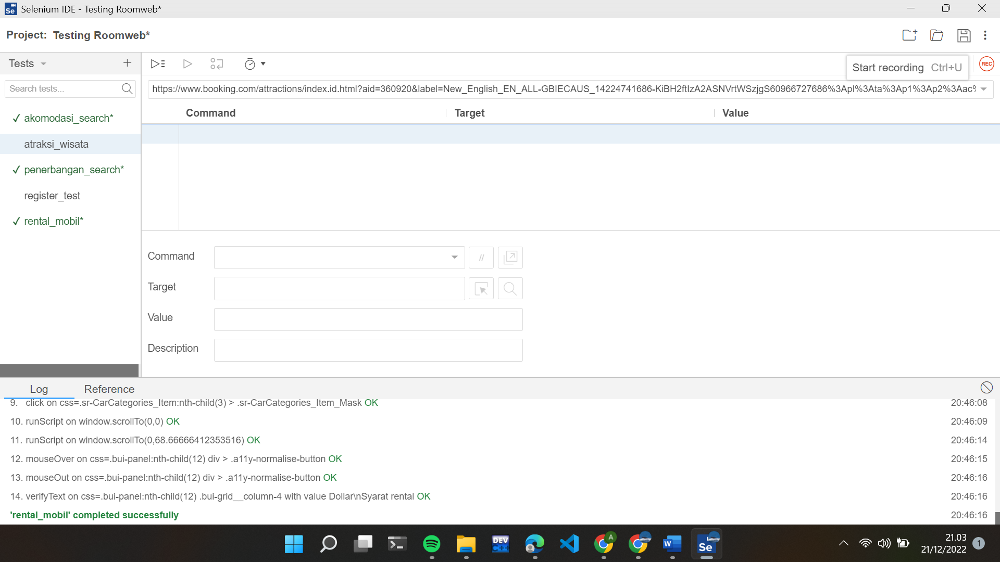 Se Selenium IDE - Testing Roomweb*
Project: Testing Roomweb*
Tests
Start recording Ctrl+U
REC
Search tests...
https://www.booking.com/attractions/index.id.html?aid=360920&label=New_English_EN_ALL-GBIECAUS_14224741686-KiBH2ftIzA2ASNVrtWSzjgS60966727686%3Apl%3Ata%3Ap1%3Ap2%3Aac%
Command Target Value
✓ akomodasi_search*
atraksi_wisata
✓ penerbangan_search*
register_test
✓ rental_mobil*
Command
//
Target
Value
Description
Log Reference
9. click on css=.sr-CarCategories_Item:nth-child(3) > .sr-CarCategories_Item_Mask OK 20:46:08
10. runScript on window.scrollTo(0,0) OK 20:46:09
11. runScript on window.scrollTo(0,68.66666412353516) OK 20:46:14
12. mouseOver on css=.bui-panel:nth-child(12) div > .a11y-normalise-button OK 20:46:15
13. mouseOut on css=.bui-panel:nth-child(12) div > .a11y-normalise-button OK 20:46:16
14. verifyText on css=.bui-panel:nth-child(12) .bui-grid__column-4 with value Dollar\nSyarat rental OK 20:46:16
'rental_mobil' completed successfully 20:46:16
DEV C++ A W Se
21.03
21/12/2022 1